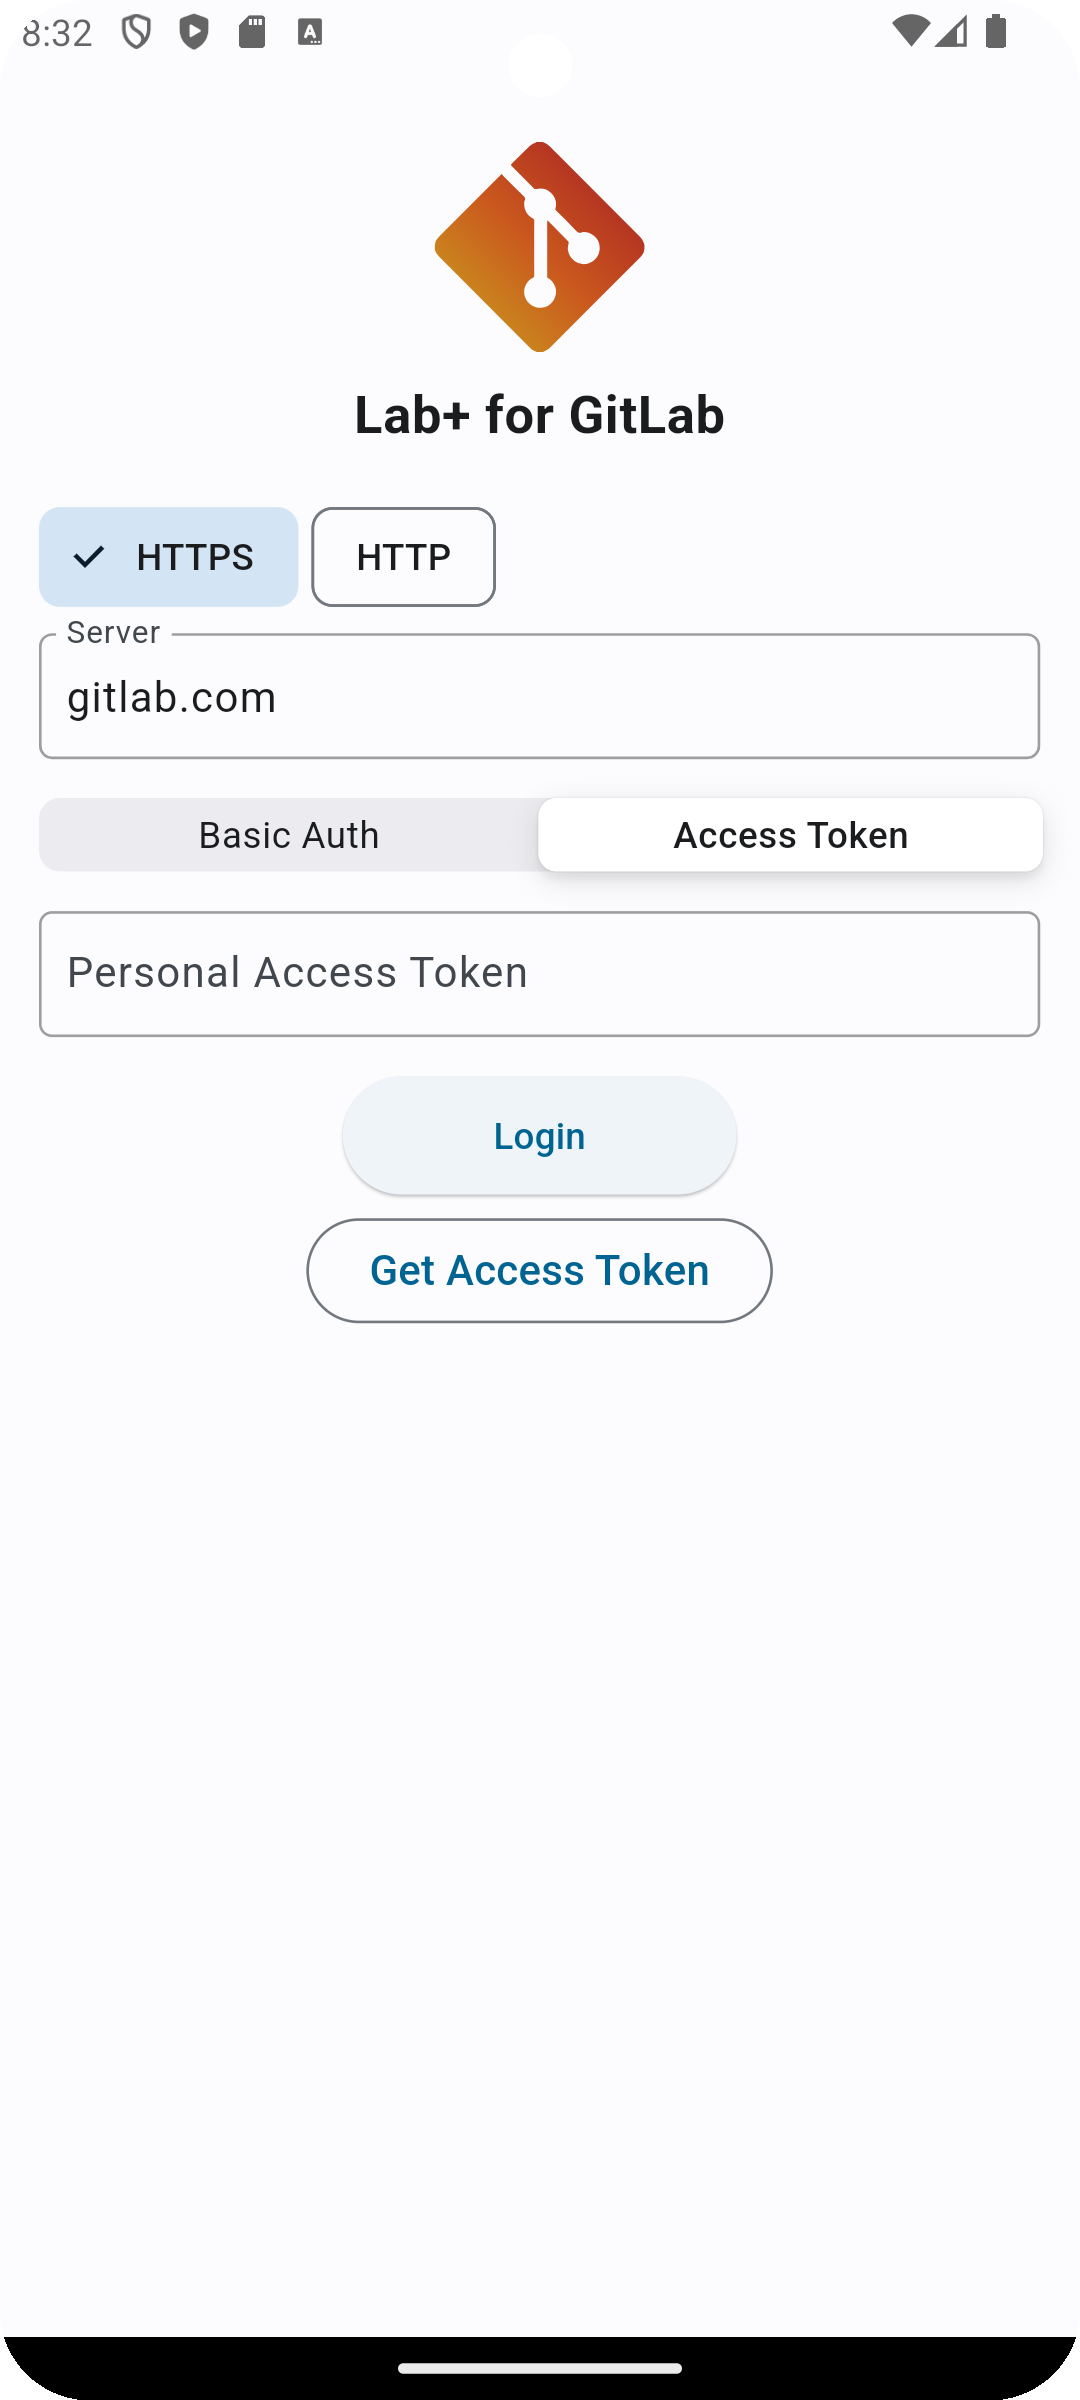 8:32
Lab+ for GitLab
HTTPS
HTTP
Server
gitlab.com
Basic Auth
Access Token
Personal Access Token
Login
Get Access Token